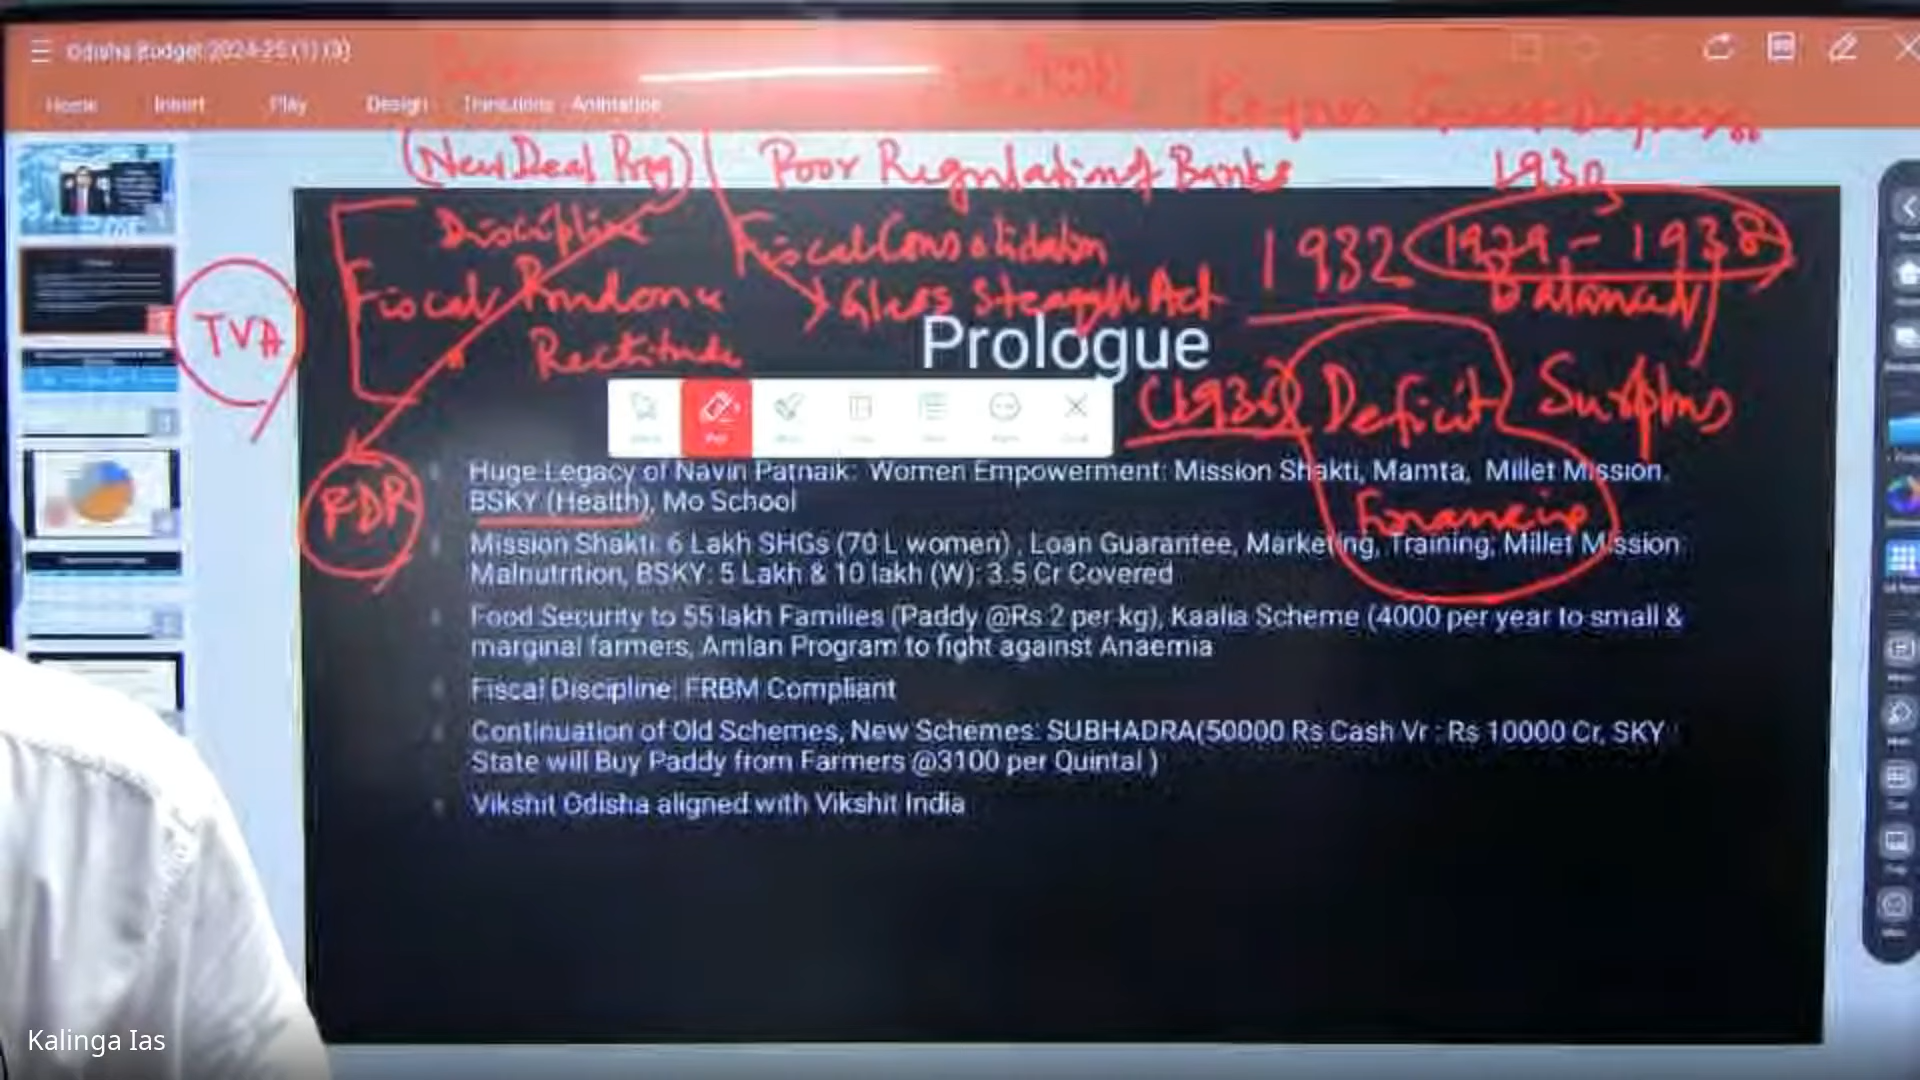 Odisha Budget 2024-25 (1) (3)
Home Insert Play Design Transitions Animation
(New Deal Prog) Poor Regulating Banks 1930s
Discipline Fiscal Consolidation 1932 1929 - 1938
TVA Fiscal Prudence Glass Steagall Act Balanced
Rectitude Prologue
(1936) Deficit Surplus
Financing
FDR
Huge Legacy of Navin Patnaik: Women Empowerment: Mission Shakti, Mamta, Millet Mission,
BSKY (Health), Mo School
Mission Shakti: 6 Lakh SHGs (70 L women) , Loan Guarantee, Marketing, Training; Millet Mission
Malnutrition, BSKY: 5 Lakh & 10 lakh (W): 3.5 Cr Covered
Food Security to 55 lakh Families (Paddy @Rs 2 per kg), Kaalia Scheme (4000 per year to small &
marginal farmers, Amlan Program to fight against Anaemia
Fiscal Discipline: FRBM Compliant
Continuation of Old Schemes, New Schemes: SUBHADRA(50000 Rs Cash Vr : Rs 10000 Cr, SKY
State will Buy Paddy from Farmers @3100 per Quintal )
Vikshit Odisha aligned with Vikshit India
Kalinga Ias